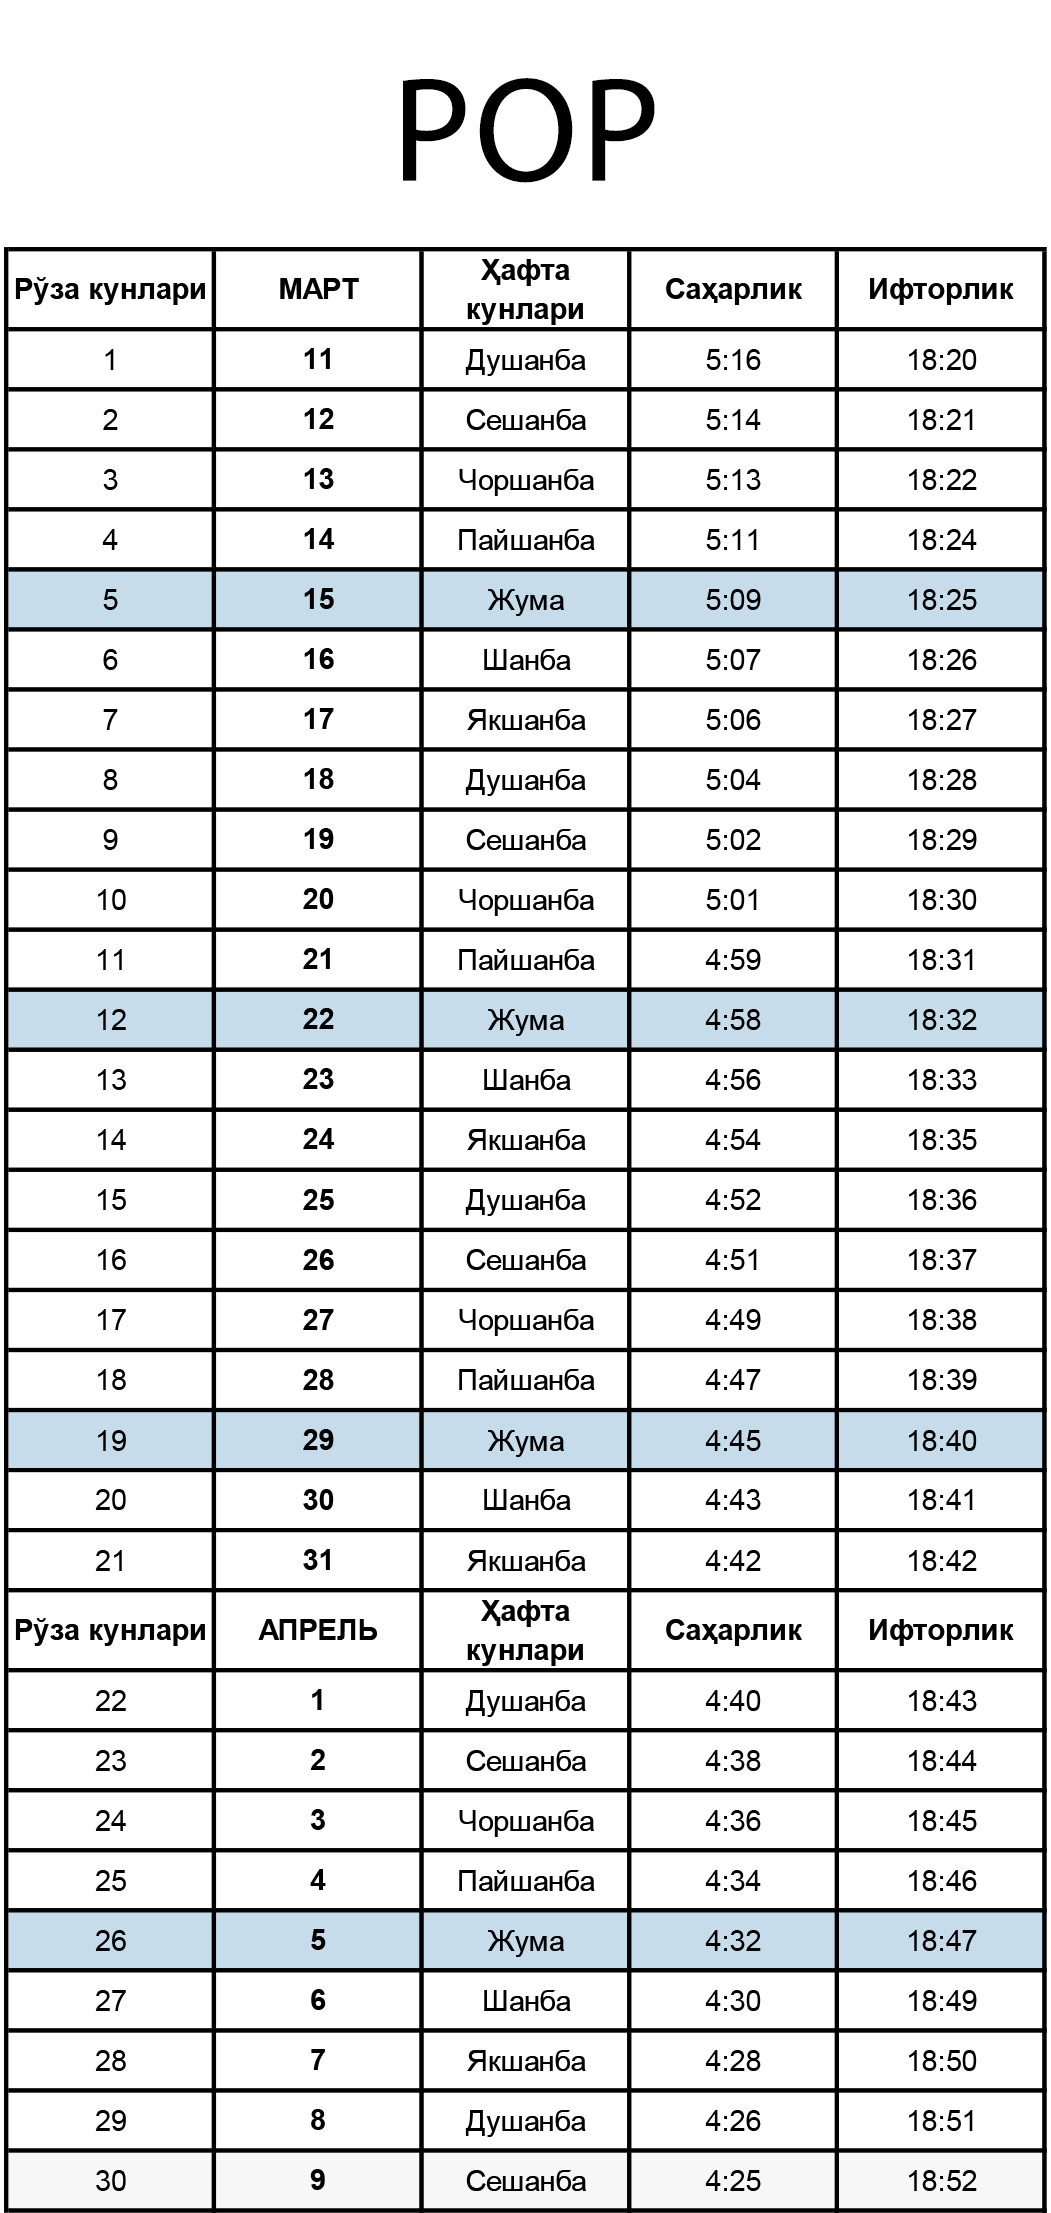 POP
Рўза кунлари МАРТ Ҳафта кунлари Саҳарлик Ифторлик
1 11 Душанба 5:16 18:20
2 12 Сешанба 5:14 18:21
3 13 Чоршанба 5:13 18:22
4 14 Пайшанба 5:11 18:24
5 15 Жума 5:09 18:25
6 16 Шанба 5:07 18:26
7 17 Якшанба 5:06 18:27
8 18 Душанба 5:04 18:28
9 19 Сешанба 5:02 18:29
10 20 Чоршанба 5:01 18:30
11 21 Пайшанба 4:59 18:31
12 22 Жума 4:58 18:32
13 23 Шанба 4:56 18:33
14 24 Якшанба 4:54 18:35
15 25 Душанба 4:52 18:36
16 26 Сешанба 4:51 18:37
17 27 Чоршанба 4:49 18:38
18 28 Пайшанба 4:47 18:39
19 29 Жума 4:45 18:40
20 30 Шанба 4:43 18:41
21 31 Якшанба 4:42 18:42
Рўза кунлари АПРЕЛЬ Ҳафта кунлари Саҳарлик Ифторлик
22 1 Душанба 4:40 18:43
23 2 Сешанба 4:38 18:44
24 3 Чоршанба 4:36 18:45
25 4 Пайшанба 4:34 18:46
26 5 Жума 4:32 18:47
27 6 Шанба 4:30 18:49
28 7 Якшанба 4:28 18:50
29 8 Душанба 4:26 18:51
30 9 Сешанба 4:25 18:52